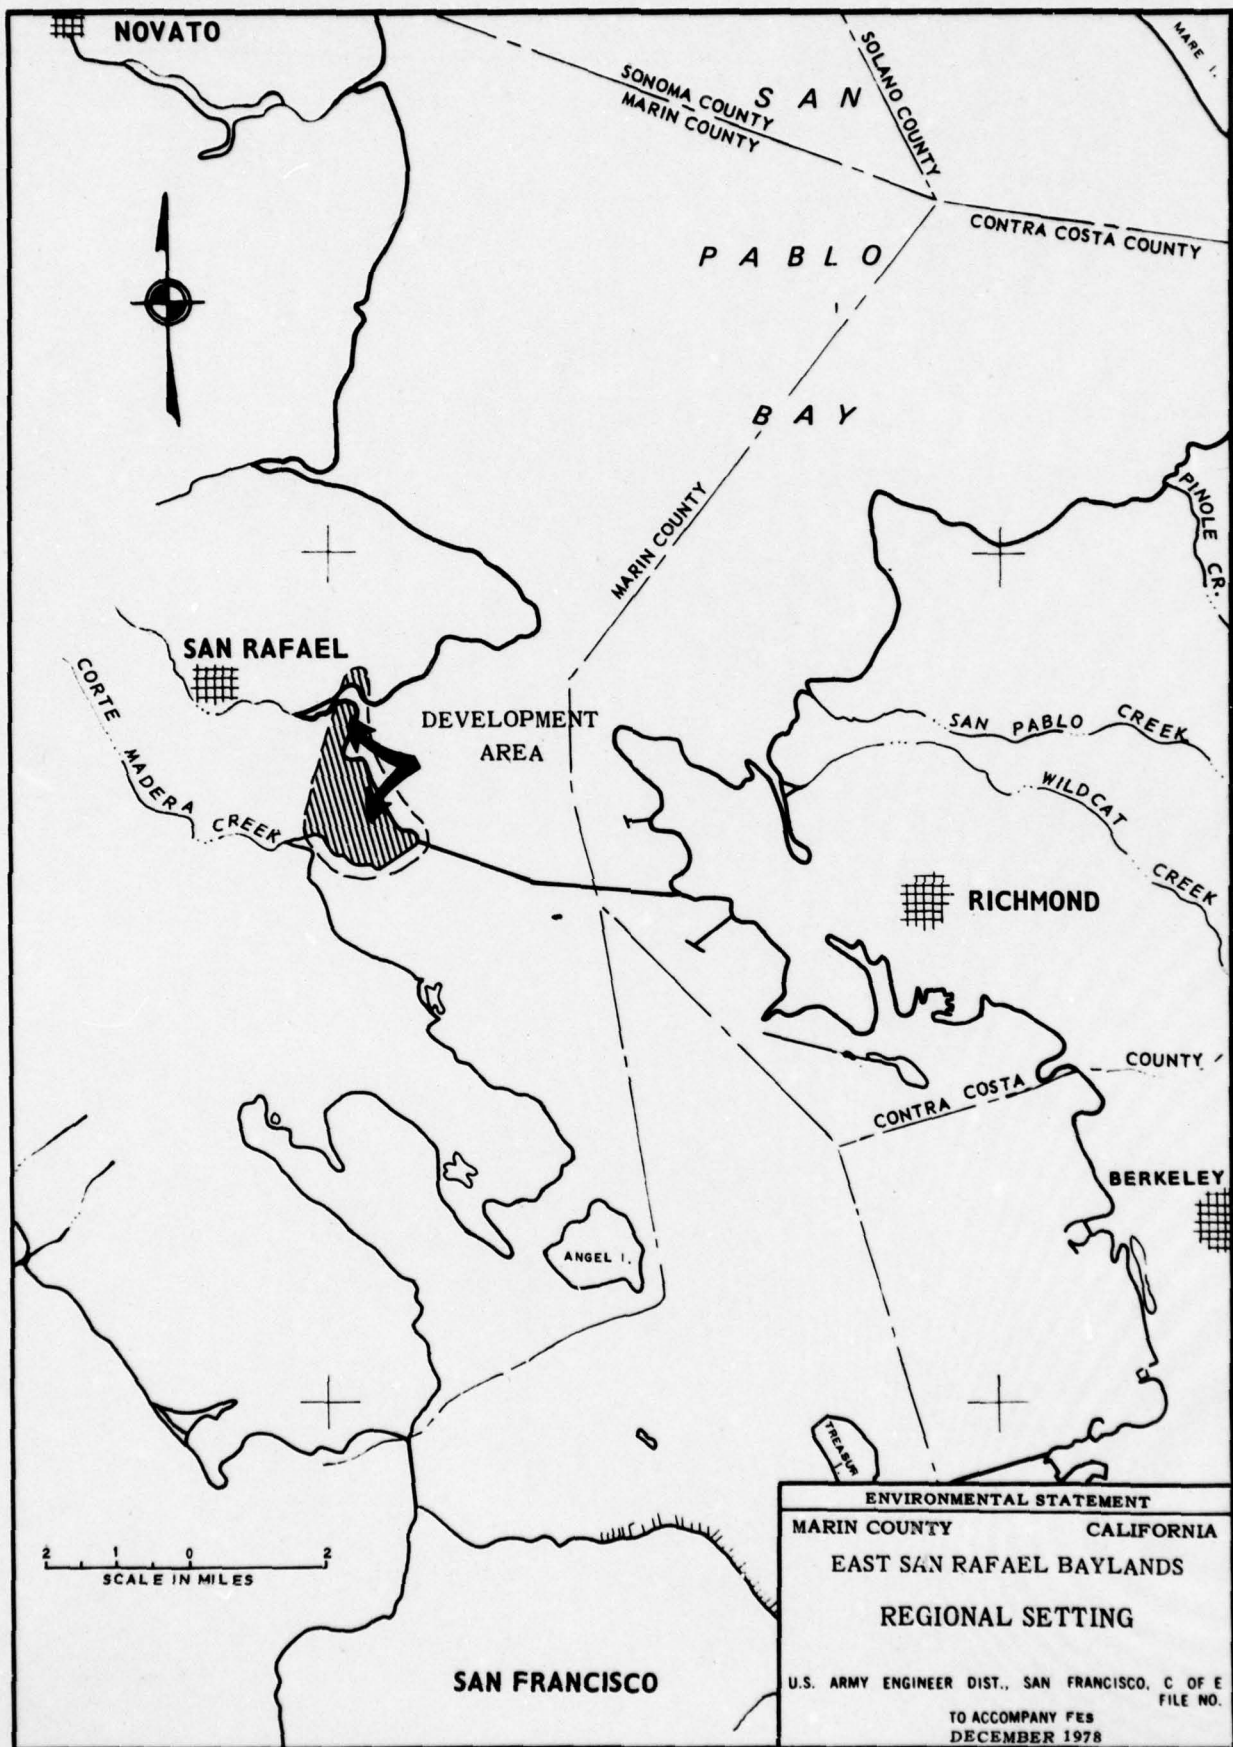 NOVATO
MARE I.
SONOMA COUNTY
MARIN COUNTY
SOLANO COUNTY
SAN
PABLO
BAY
CONTRA COSTA COUNTY
MARIN COUNTY
PINOLE CR.
SAN RAFAEL
CORTE MADERA CREEK
DEVELOPMENT
AREA
SAN PABLO CREEK
WILDCAT CREEK
RICHMOND
CONTRA COSTA COUNTY
BERKELEY
ANGEL I.
TREASUR
I.
2 1 0 2
SCALE IN MILES
SAN FRANCISCO
ENVIRONMENTAL STATEMENT
MARIN COUNTY CALIFORNIA
EAST SAN RAFAEL BAYLANDS
REGIONAL SETTING
U.S. ARMY ENGINEER DIST., SAN FRANCISCO, C OF E
FILE NO.
TO ACCOMPANY FES
DECEMBER 1978